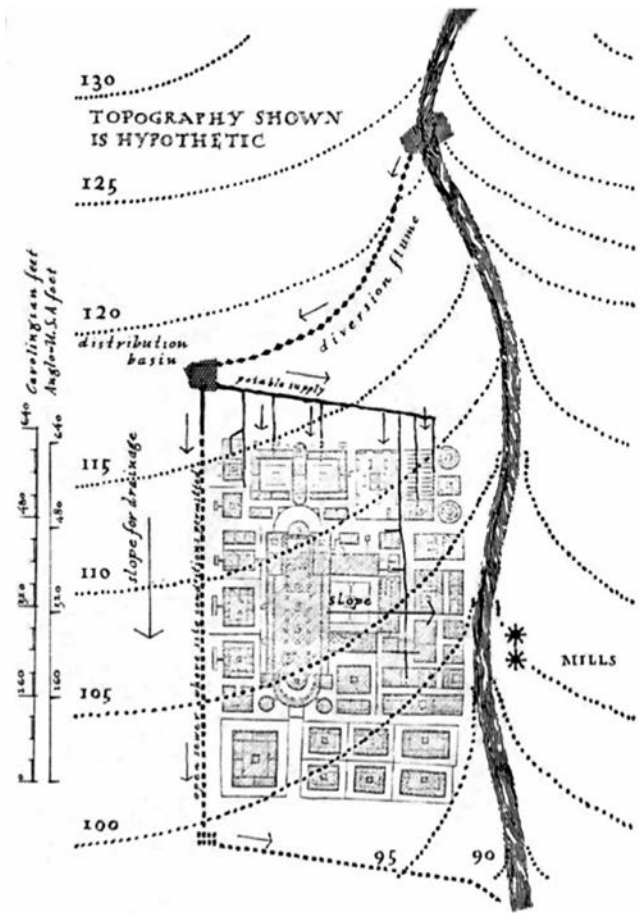 130
TOPOGRAPHY SHOWN
IS HYPOTHETIC
125
diversion flume
120
distribution
basin
potable supply
Carolingian feet
Anglo-U.S.A feet
640
640
115
480
480
slope for drainage
110
320
320
slope
MILLS
160
160
105
100
95
90